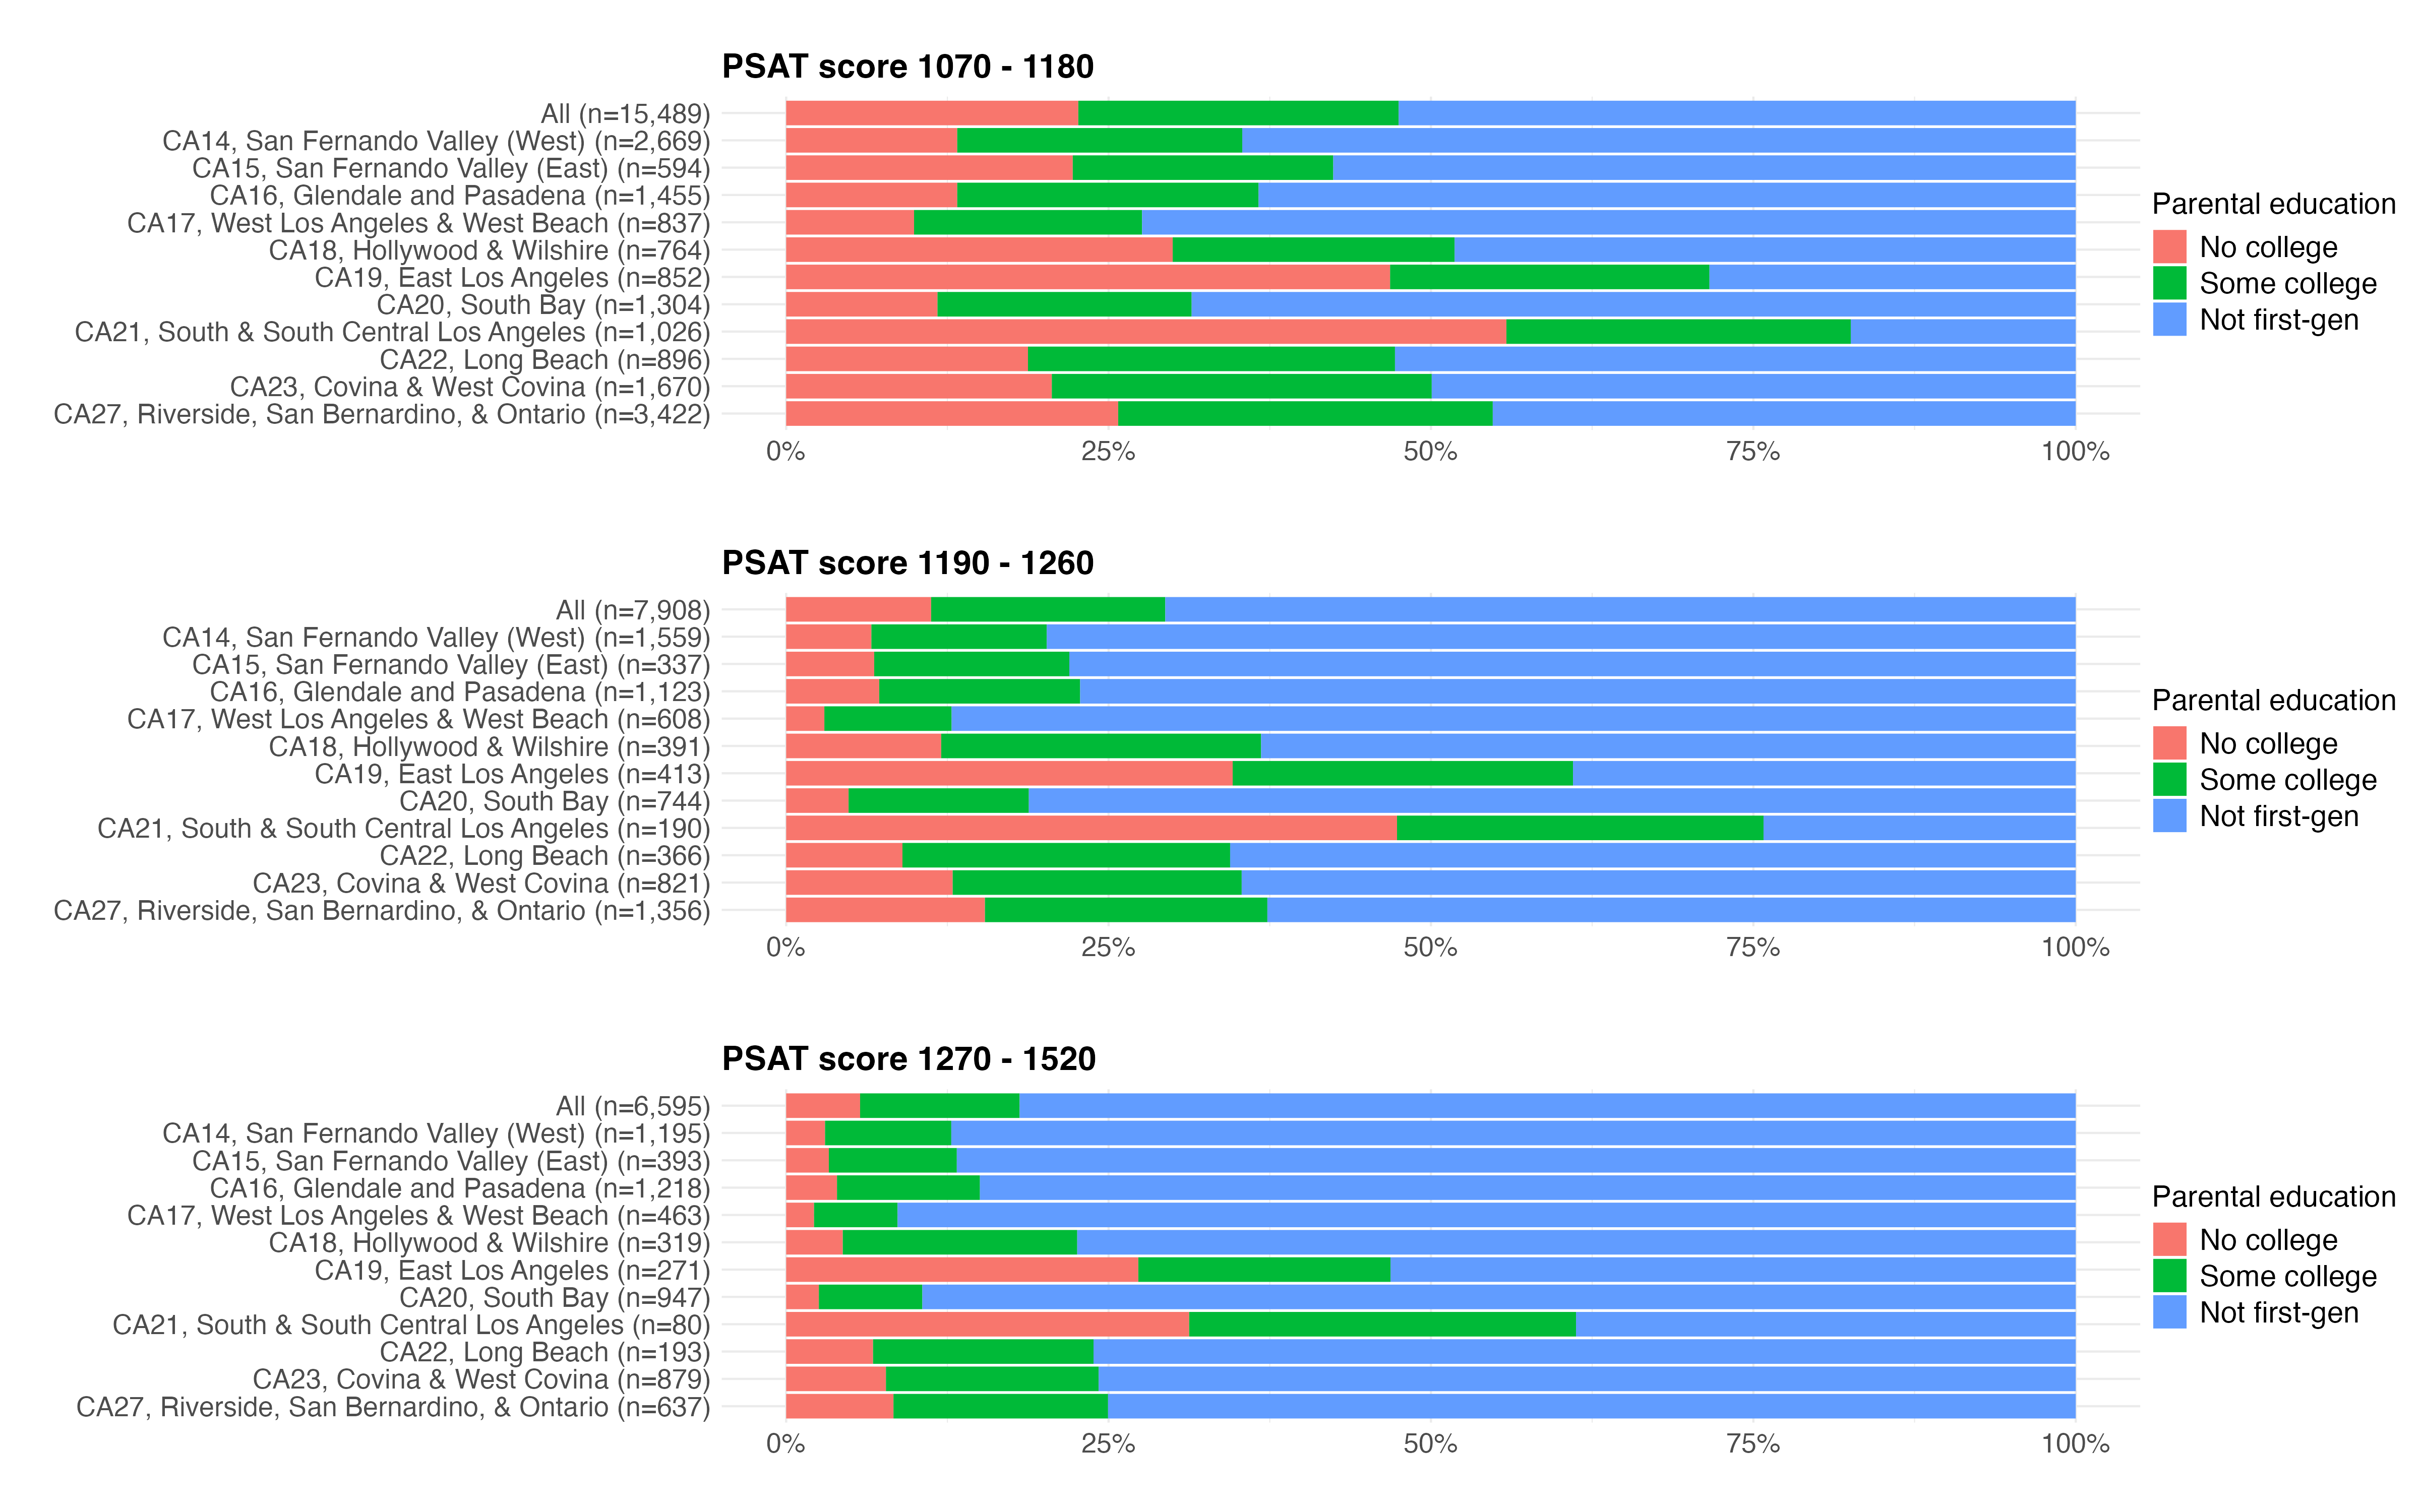 PSAT score 1070 - 1180
All (n=15,489)
CA14, San Fernando Valley (West) (n=2,669)
CA15, San Fernando Valley (East) (n=594)
CA16, Glendale and Pasadena (n=1,455)
CA17, West Los Angeles & West Beach (n=837)
CA18, Hollywood & Wilshire (n=764)
CA19, East Los Angeles (n=852)
CA20, South Bay (n=1,304)
CA21, South & South Central Los Angeles (n=1,026)
CA22, Long Beach (n=896)
CA23, Covina & West Covina (n=1,670)
CA27, Riverside, San Bernardino, & Ontario (n=3,422)
0% 25% 50% 75% 100%
Parental education
No college
Some college
Not first-gen
PSAT score 1190 - 1260
All (n=7,908)
CA14, San Fernando Valley (West) (n=1,559)
CA15, San Fernando Valley (East) (n=337)
CA16, Glendale and Pasadena (n=1,123)
CA17, West Los Angeles & West Beach (n=608)
CA18, Hollywood & Wilshire (n=391)
CA19, East Los Angeles (n=413)
CA20, South Bay (n=744)
CA21, South & South Central Los Angeles (n=190)
CA22, Long Beach (n=366)
CA23, Covina & West Covina (n=821)
CA27, Riverside, San Bernardino, & Ontario (n=1,356)
0% 25% 50% 75% 100%
Parental education
No college
Some college
Not first-gen
PSAT score 1270 - 1520
All (n=6,595)
CA14, San Fernando Valley (West) (n=1,195)
CA15, San Fernando Valley (East) (n=393)
CA16, Glendale and Pasadena (n=1,218)
CA17, West Los Angeles & West Beach (n=463)
CA18, Hollywood & Wilshire (n=319)
CA19, East Los Angeles (n=271)
CA20, South Bay (n=947)
CA21, South & South Central Los Angeles (n=80)
CA22, Long Beach (n=193)
CA23, Covina & West Covina (n=879)
CA27, Riverside, San Bernardino, & Ontario (n=637)
0% 25% 50% 75% 100%
Parental education
No college
Some college
Not first-gen